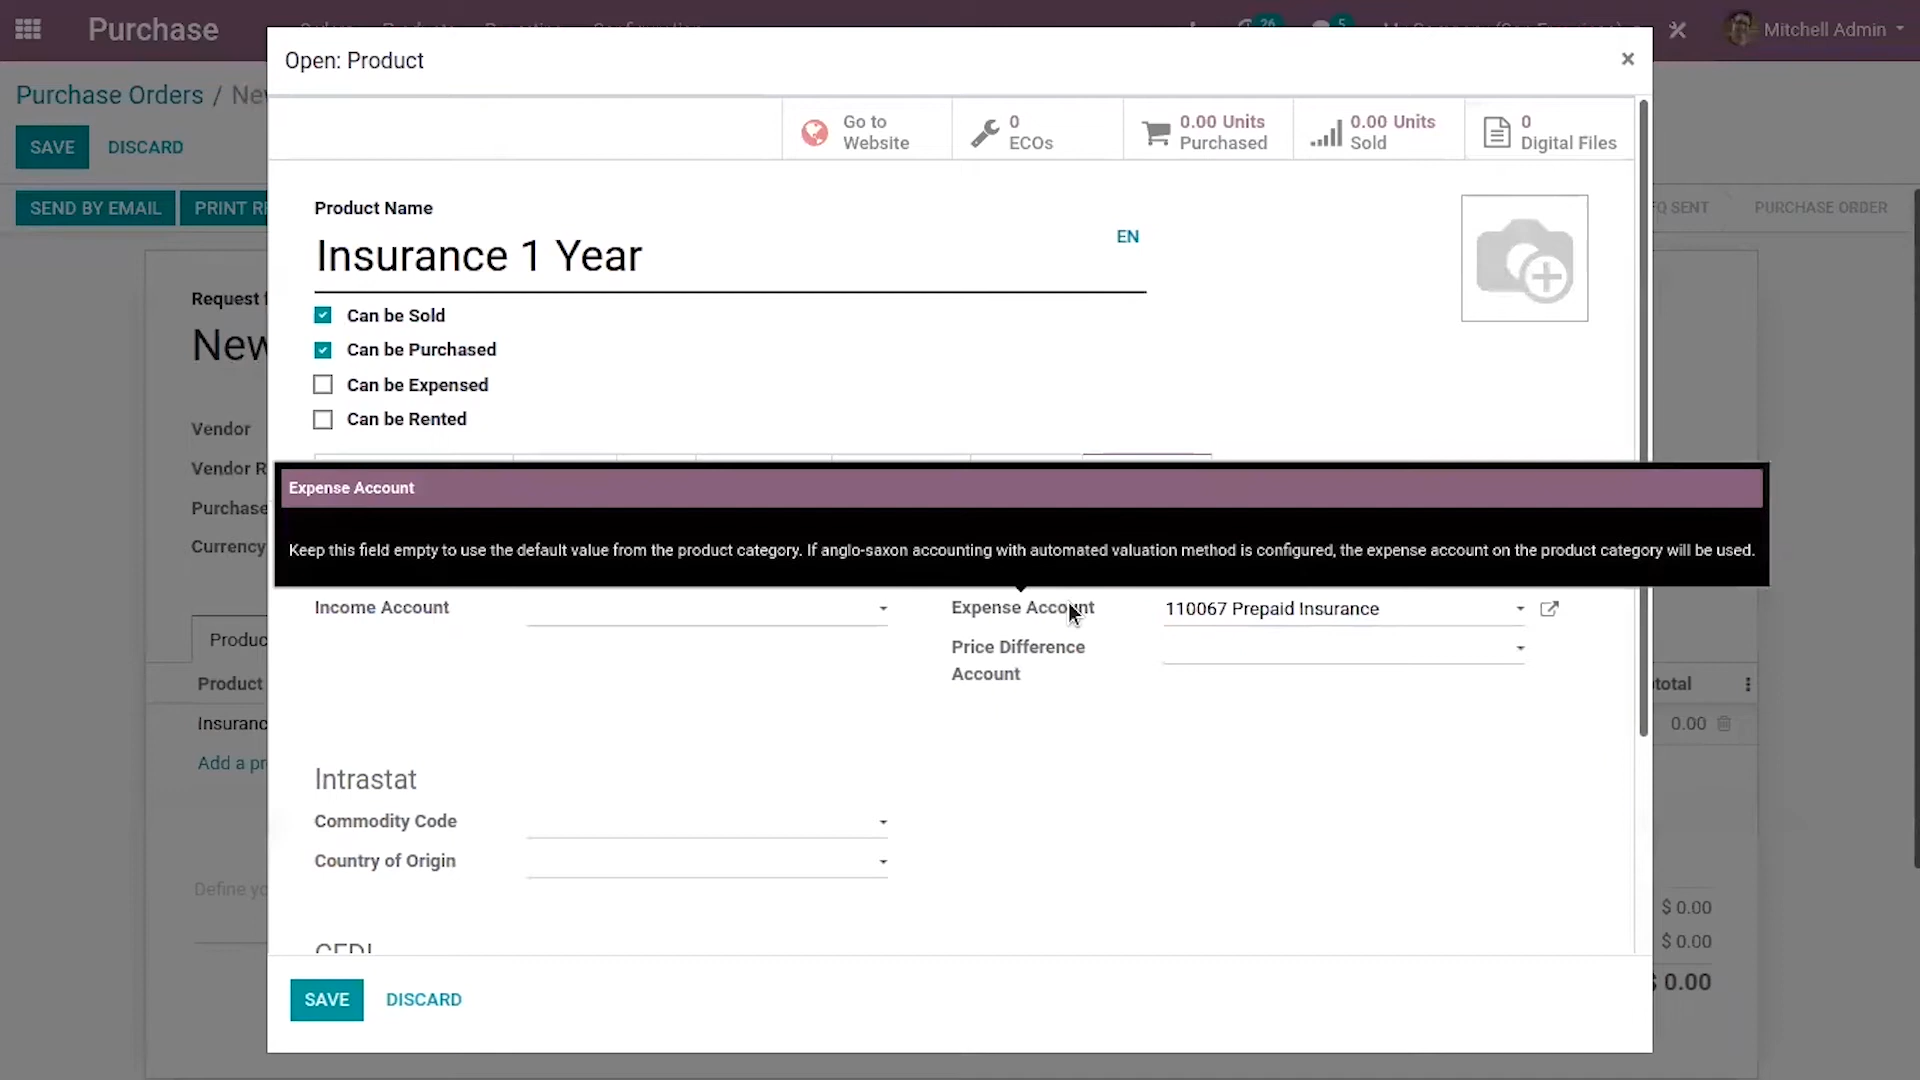 Purchase
26
5
Mitchell Admin
Purchase Orders /
SAVE
DISCARD
SEND BY EMAIL
PRINT
SENT
PURCHASE ORDER
Request
New
Vendor
Vendor R
Purchase
Currency
Produc
Product
total
Insuranc
0.00
Add a pr
Define yo
$ 0.00
$ 0.00
$ 0.00
Open: Product
×
Go to
Website
0
ECOs
0.00 Units
Purchased
0.00 Units
Sold
0
Digital Files
Product Name
Insurance 1 Year
EN
Can be Sold
Can be Purchased
Can be Expensed
Can be Rented
Expense Account
Keep this field empty to use the default value from the product category. If anglo-saxon accounting with automated valuation method is configured, the expense account on the product category will be used.
Income Account
Expense Account
110067 Prepaid Insurance
Price Difference
Account
Intrastat
Commodity Code
Country of Origin
SAVE
DISCARD